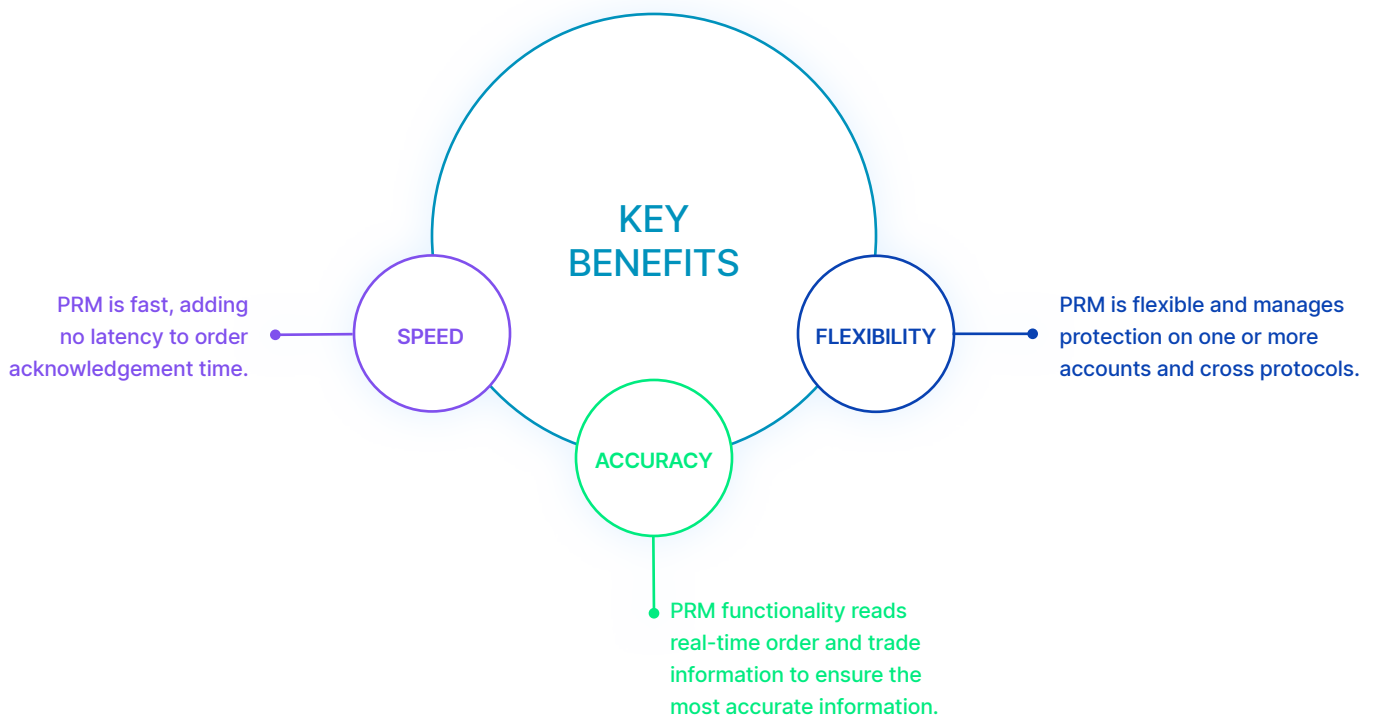 KEY
BENEFITS
PRM is fast, adding
no latency to order
acknowledgement time.
SPEED
FLEXIBILITY
PRM is flexible and manages
protection on one or more
accounts and cross protocols.
ACCURACY
PRM functionality reads
real-time order and trade
information to ensure the
most accurate information.